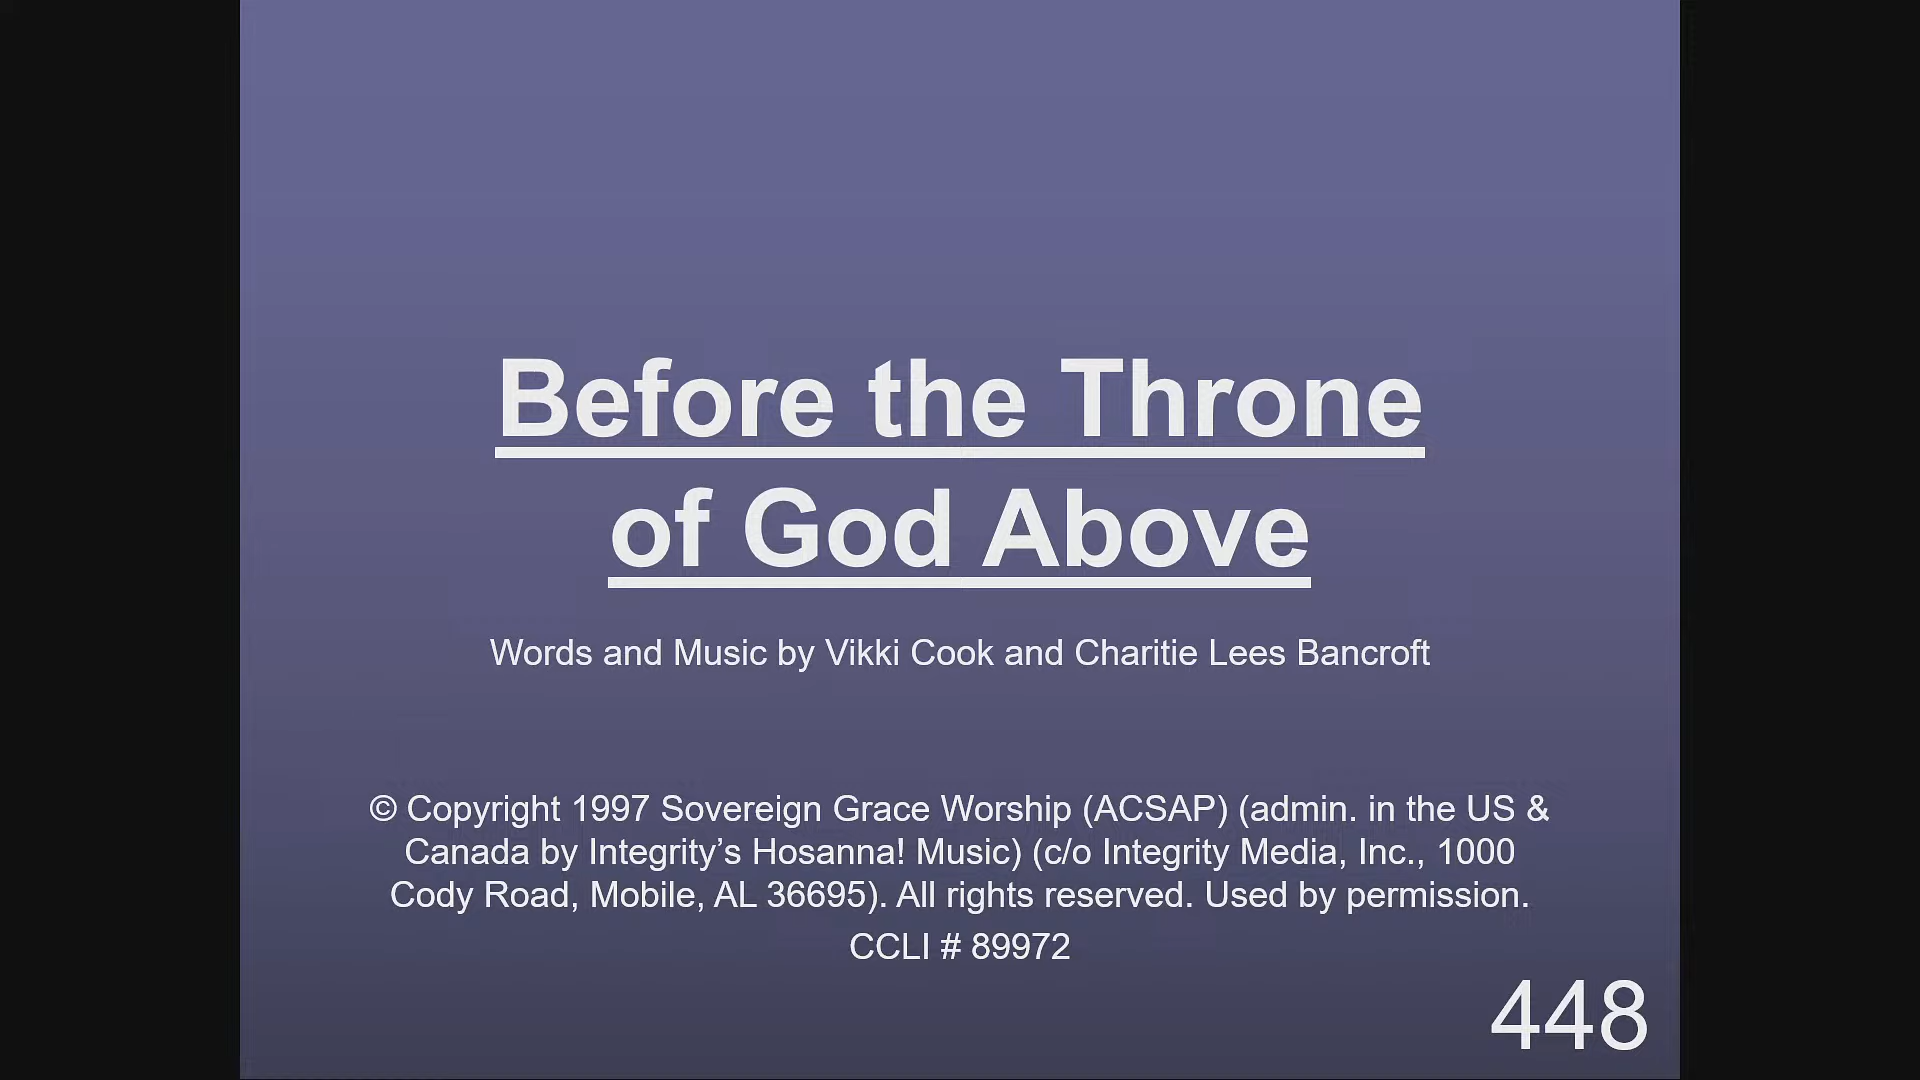 Before the Throne
of God Above
Words and Music by Vikki Cook and Charitie Lees Bancroft
© Copyright 1997 Sovereign Grace Worship (ACSAP) (admin. in the US &
Canada by Integrity’s Hosanna! Music) (c/o Integrity Media, Inc., 1000
Cody Road, Mobile, AL 36695). All rights reserved. Used by permission.
CCLI # 89972
448